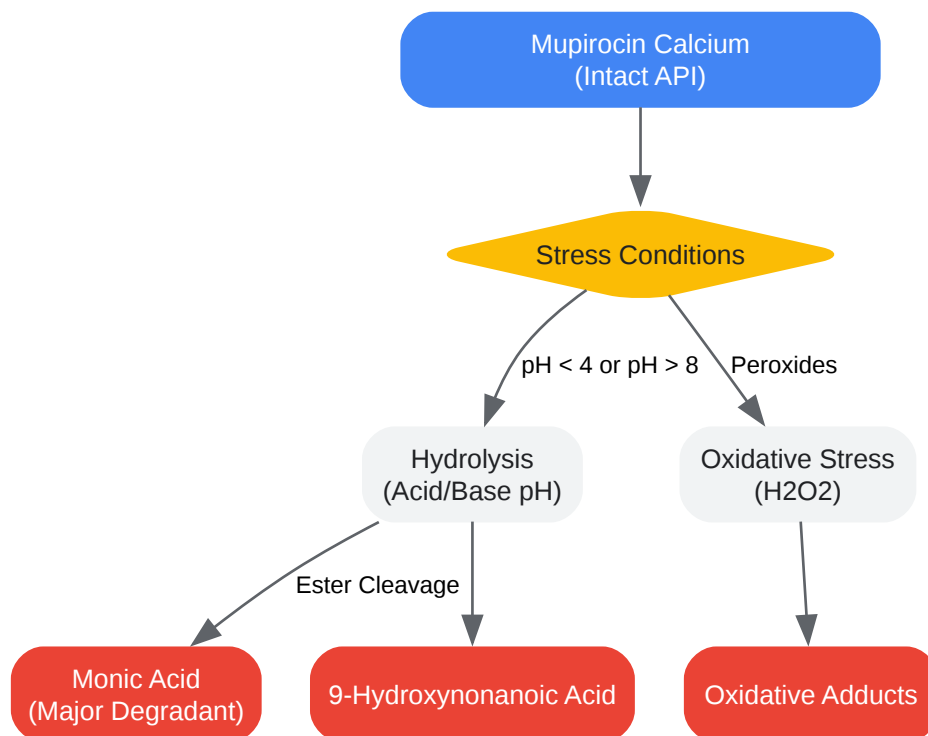 Mupirocin Calcium
(Intact API)
Stress Conditions
pH < 4 or pH > 8
Peroxides
Hydrolysis
(Acid/Base pH)
Oxidative Stress
(H2O2)
Ester Cleavage
Monic Acid
(Major Degradant)
9-Hydroxynonanoic Acid
Oxidative Adducts